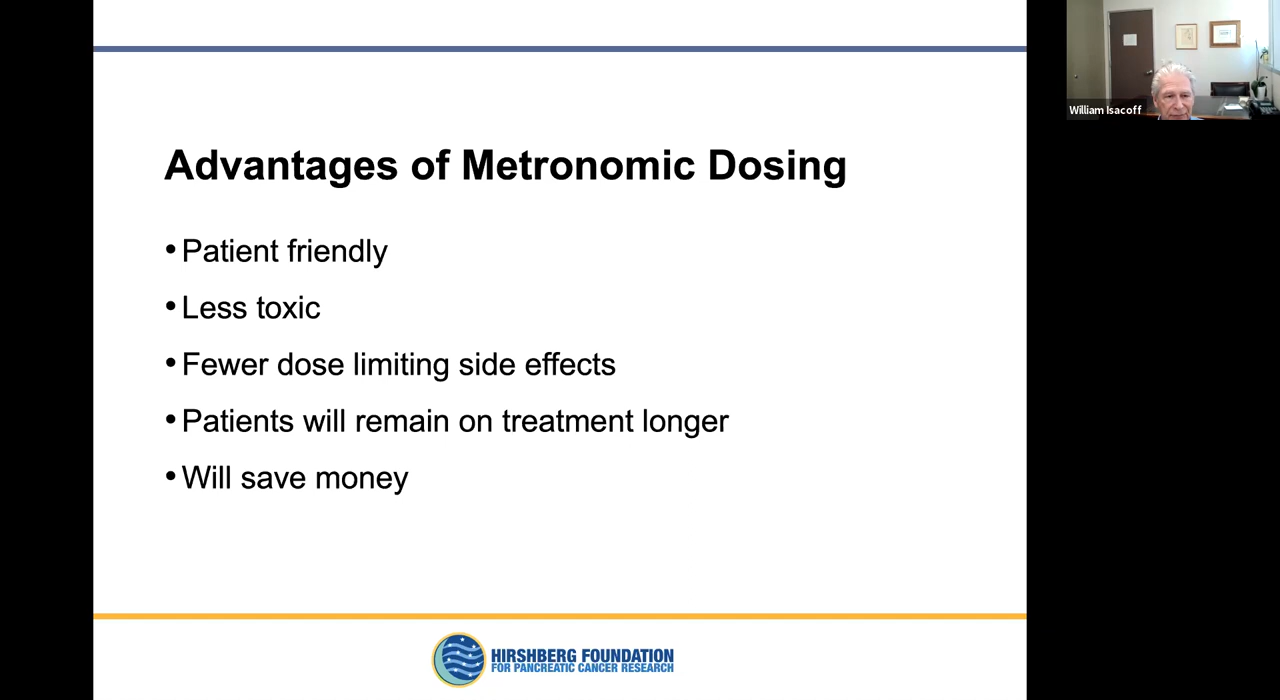 Advantages of Metronomic Dosing
• Patient friendly
• Less toxic
• Fewer dose limiting side effects
• Patients will remain on treatment longer
• Will save money
HIRSHBERG FOUNDATION
FOR PANCREATIC CANCER RESEARCH
William Isacoff